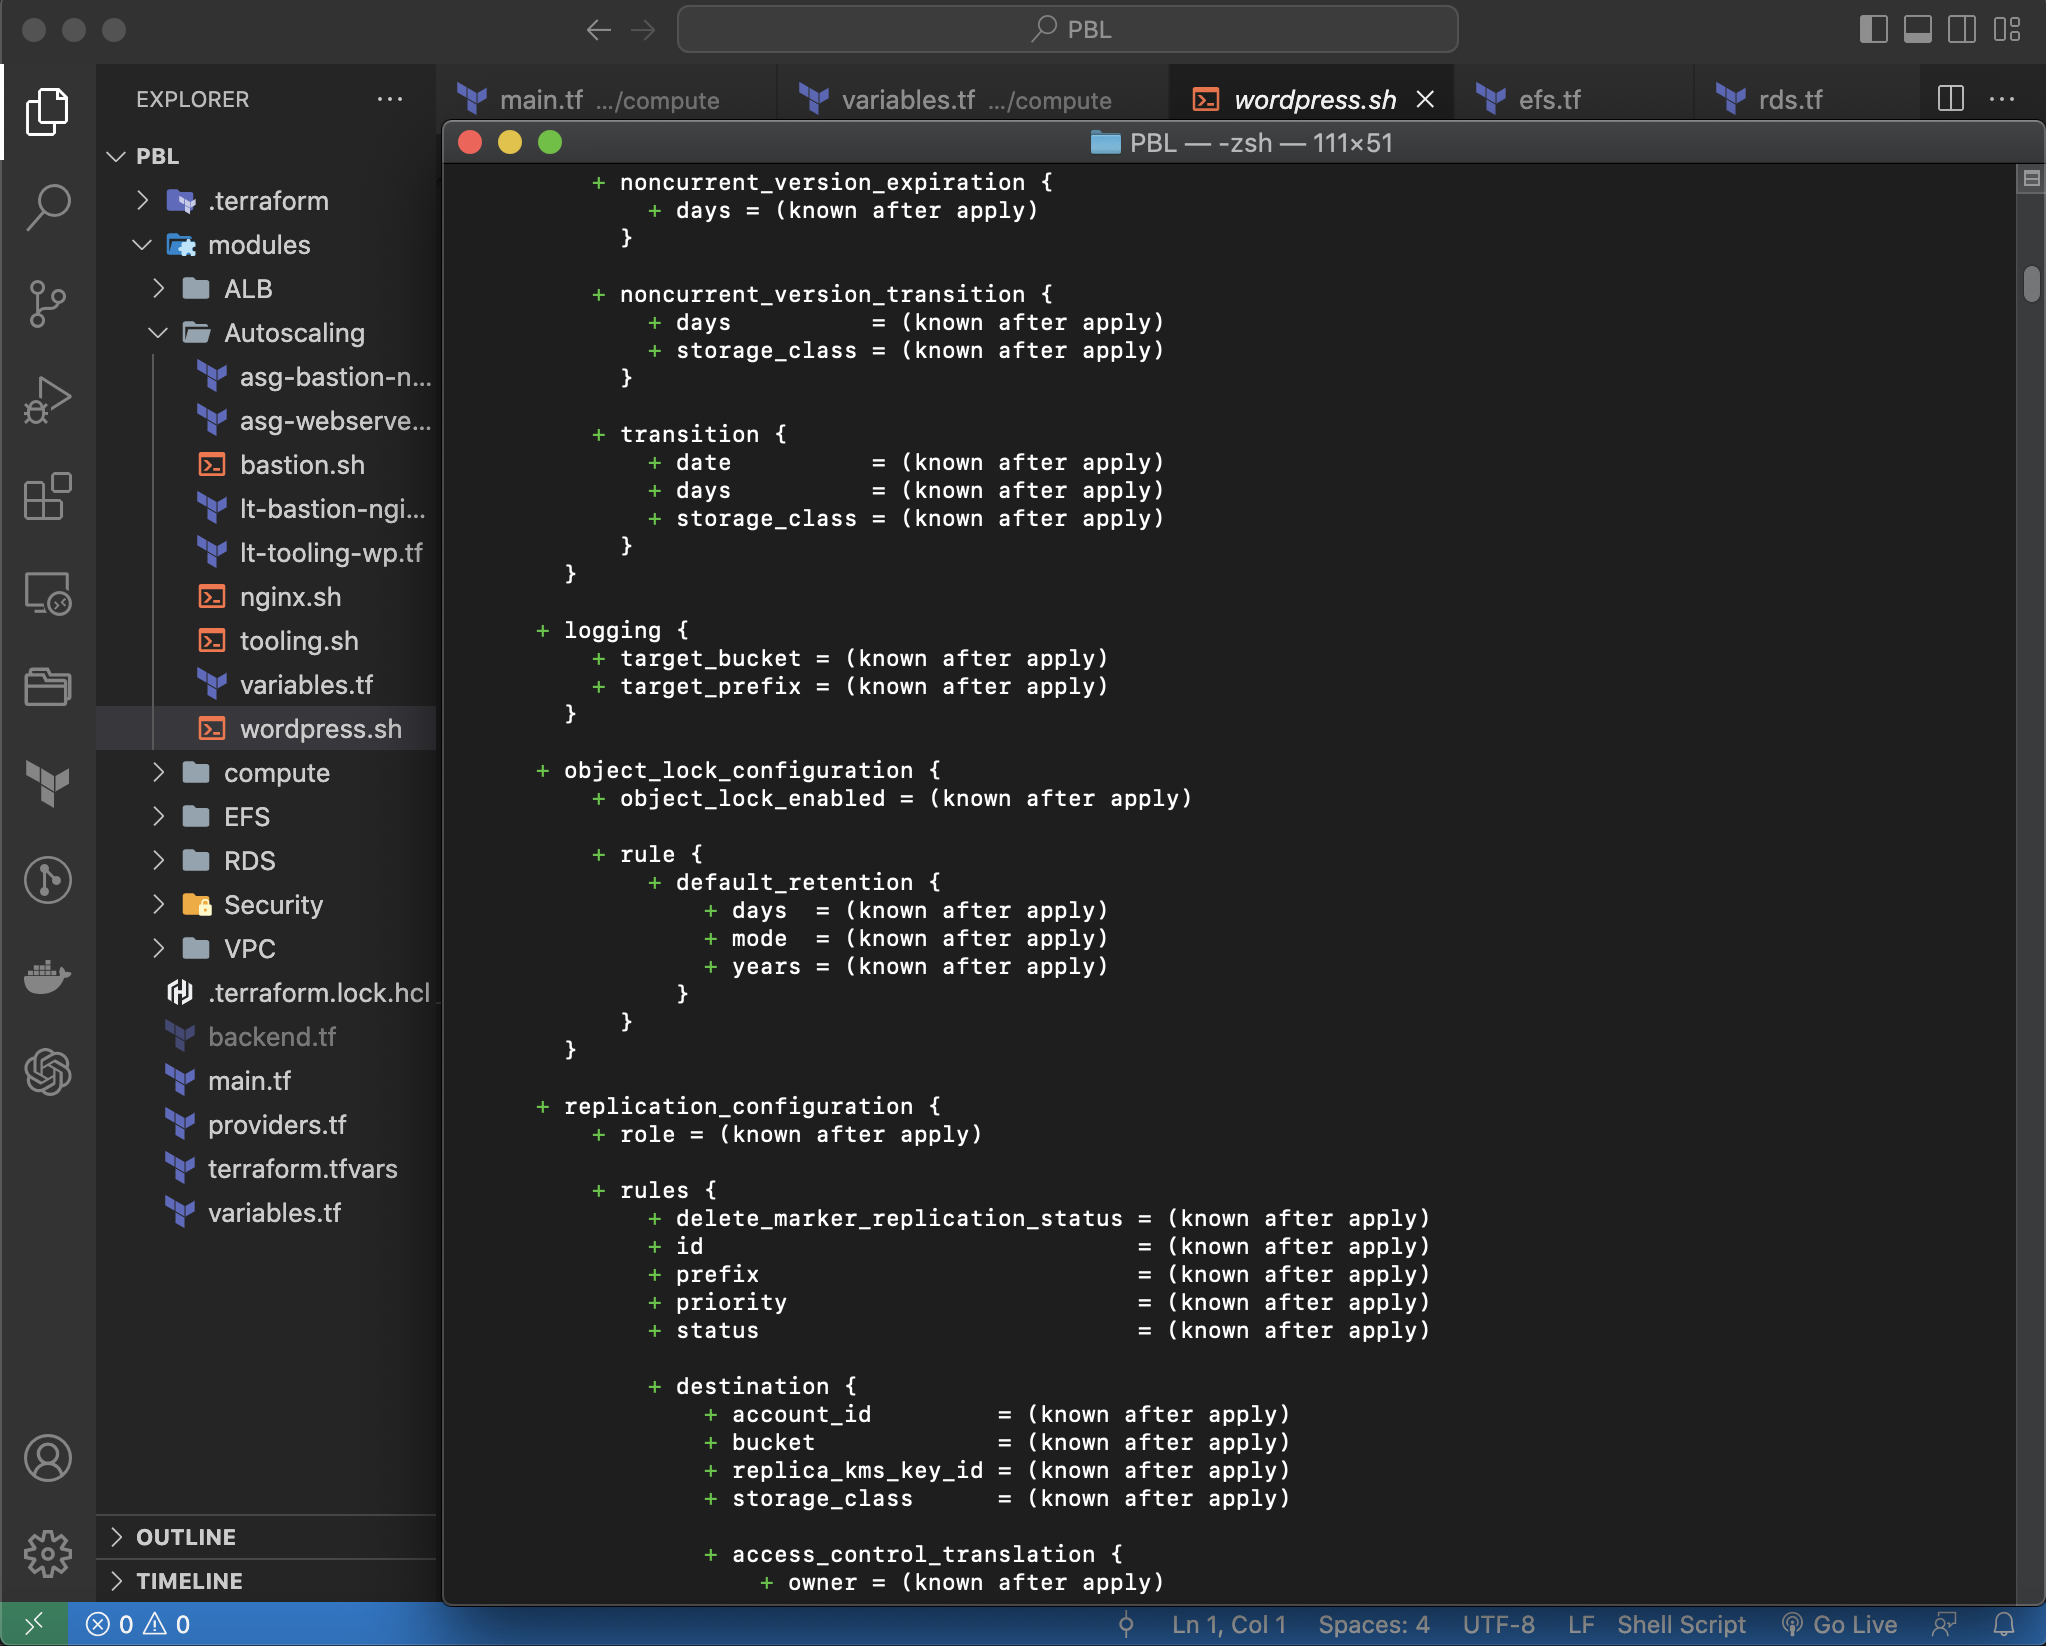 PBL
EXPLORER
main.tf .../compute
variables.tf .../compute
wordpress.sh
efs.tf
rds.tf
PBL
.terraform
modules
ALB
Autoscaling
asg-bastion-n...
asg-webserve...
bastion.sh
lt-bastion-ngi...
lt-tooling-wp.tf
nginx.sh
tooling.sh
variables.tf
wordpress.sh
compute
EFS
RDS
Security
VPC
.terraform.lock.hcl
backend.tf
main.tf
providers.tf
terraform.tfvars
variables.tf
OUTLINE
TIMELINE
PBL — -zsh — 111×51
+ noncurrent_version_expiration {
+ days = (known after apply)
}
+ noncurrent_version_transition {
+ days = (known after apply)
+ storage_class = (known after apply)
}
+ transition {
+ date = (known after apply)
+ days = (known after apply)
+ storage_class = (known after apply)
}
}
+ logging {
+ target_bucket = (known after apply)
+ target_prefix = (known after apply)
}
+ object_lock_configuration {
+ object_lock_enabled = (known after apply)
+ rule {
+ default_retention {
+ days = (known after apply)
+ mode = (known after apply)
+ years = (known after apply)
}
}
}
+ replication_configuration {
+ role = (known after apply)
+ rules {
+ delete_marker_replication_status = (known after apply)
+ id = (known after apply)
+ prefix = (known after apply)
+ priority = (known after apply)
+ status = (known after apply)
+ destination {
+ account_id = (known after apply)
+ bucket = (known after apply)
+ replica_kms_key_id = (known after apply)
+ storage_class = (known after apply)
+ access_control_translation {
+ owner = (known after apply)
0 0
Ln 1, Col 1
Spaces: 4
UTF-8
LF
Shell Script
Go Live